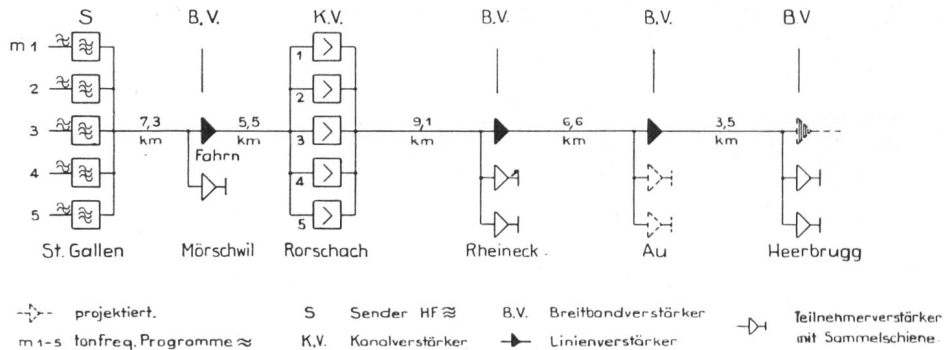 S B.V. K.V. B.V. B.V. B V
m 1 1
2 2
7,3 km 5,5 km 9,1 km 6,6 km 3,5 km
3 3
Fahrn
4 4
5 5
St. Gallen Mörschwil Rorschach Rheineck. Au Heerbrugg
projektiert. S Sender HF ≈ B.V. Breitbandverstärker Teilnehmerverstärker
mit Sammelschiene.
m 1-5 tonfreq. Programme ≈ K.V. Kanalverstärker Linienverstärker